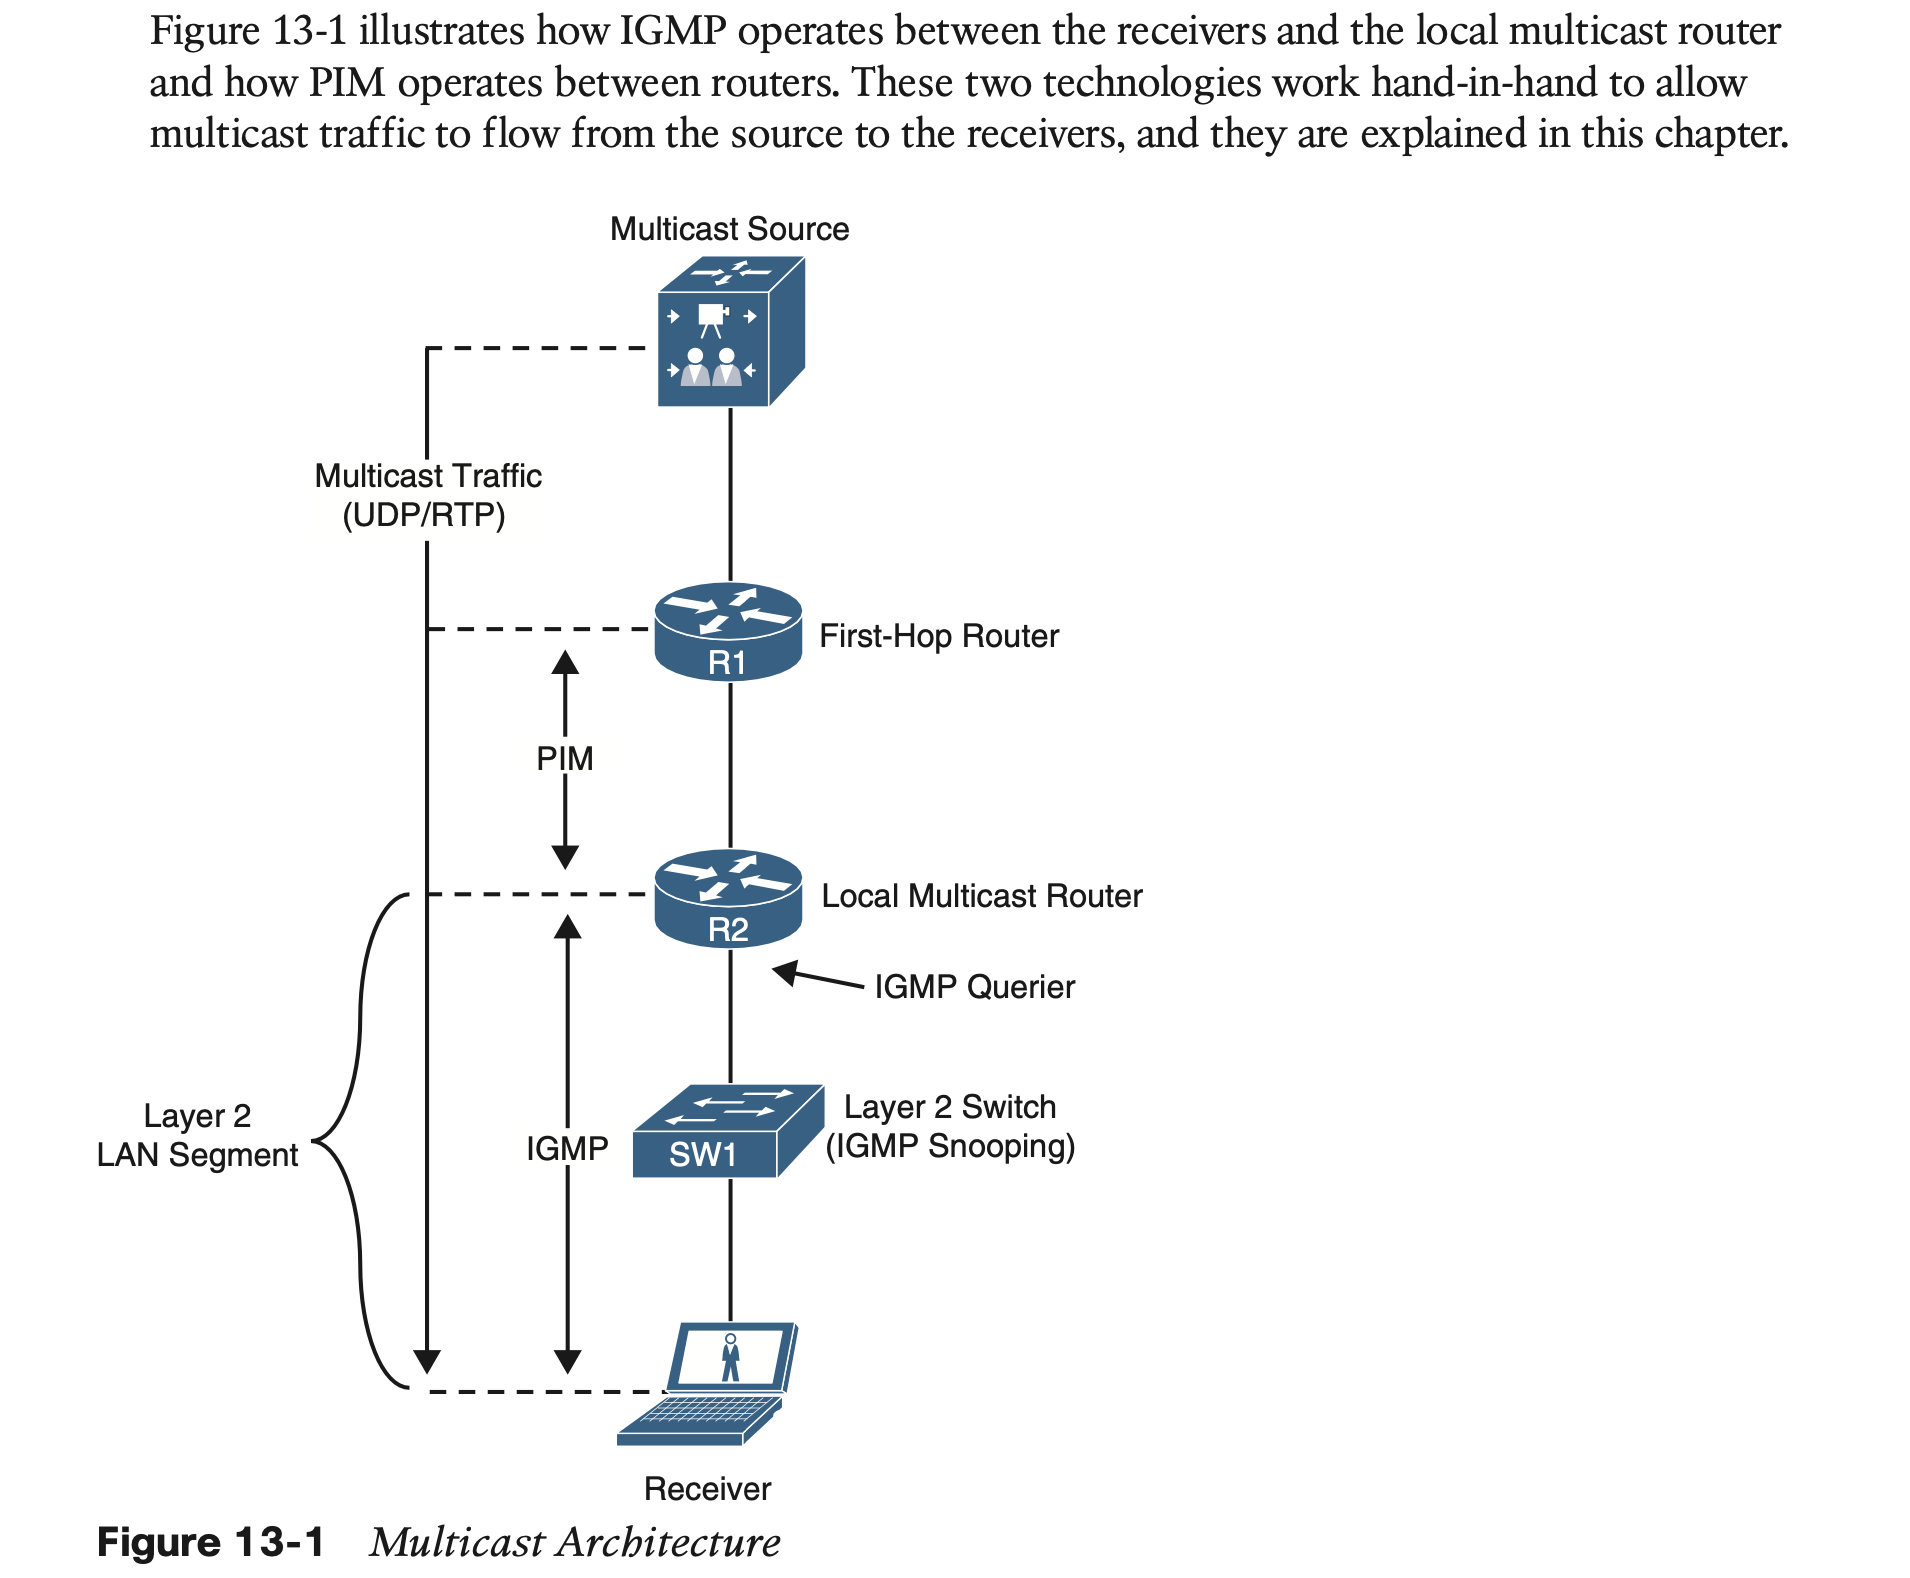 Figure 13-1 illustrates how IGMP operates between the receivers and the local multicast router
and how PIM operates between routers. These two technologies work hand-in-hand to allow
multicast traffic to flow from the source to the receivers, and they are explained in this chapter.
Multicast Source
Multicast Traffic
(UDP/RTP)
First-Hop Router
R1
PIM
Local Multicast Router
R2
IGMP Querier
Layer 2
LAN Segment
IGMP
SW1
Layer 2 Switch
(IGMP Snooping)
Receiver
Figure 13-1 Multicast Architecture